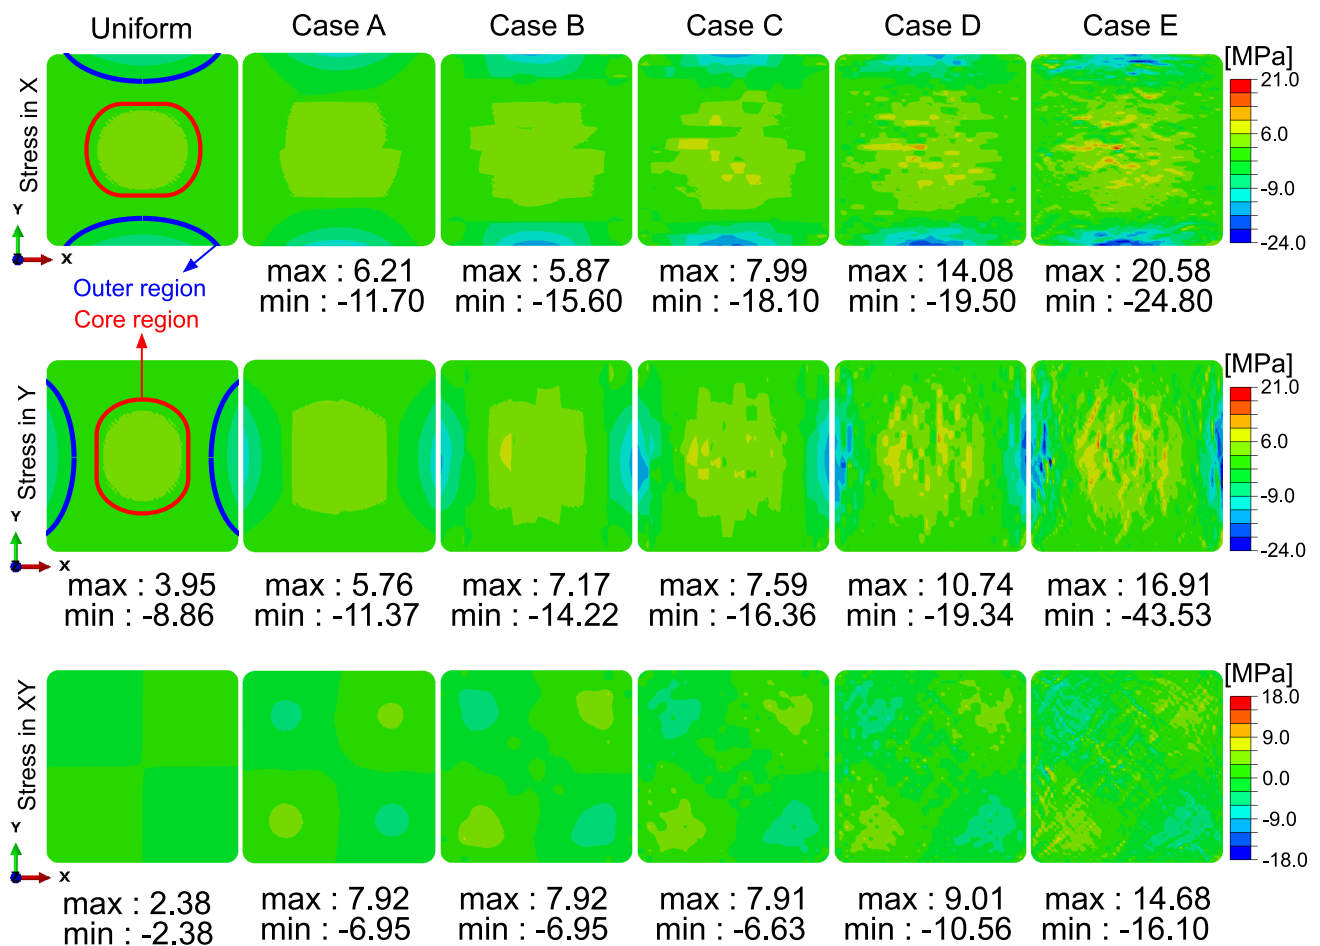 Uniform Case A Case B Case C Case D Case E
[MPa]
Stress in X
21.0
6.0
-9.0
-24.0
Y
X
max : 6.21 max : 5.87 max : 7.99 max : 14.08 max : 20.58
min : -11.70 min : -15.60 min : -18.10 min : -19.50 min : -24.80
Outer region
Core region
[MPa]
Stress in Y
21.0
6.0
-9.0
-24.0
Y
X
max : 3.95 max : 5.76 max : 7.17 max : 7.59 max : 10.74 max : 16.91
min : -8.86 min : -11.37 min : -14.22 min : -16.36 min : -19.34 min : -43.53
[MPa]
Stress in XY
18.0
9.0
0.0
-9.0
-18.0
Y
X
max : 2.38 max : 7.92 max : 7.92 max : 7.91 max : 9.01 max : 14.68
min : -2.38 min : -6.95 min : -6.95 min : -6.63 min : -10.56 min : -16.10